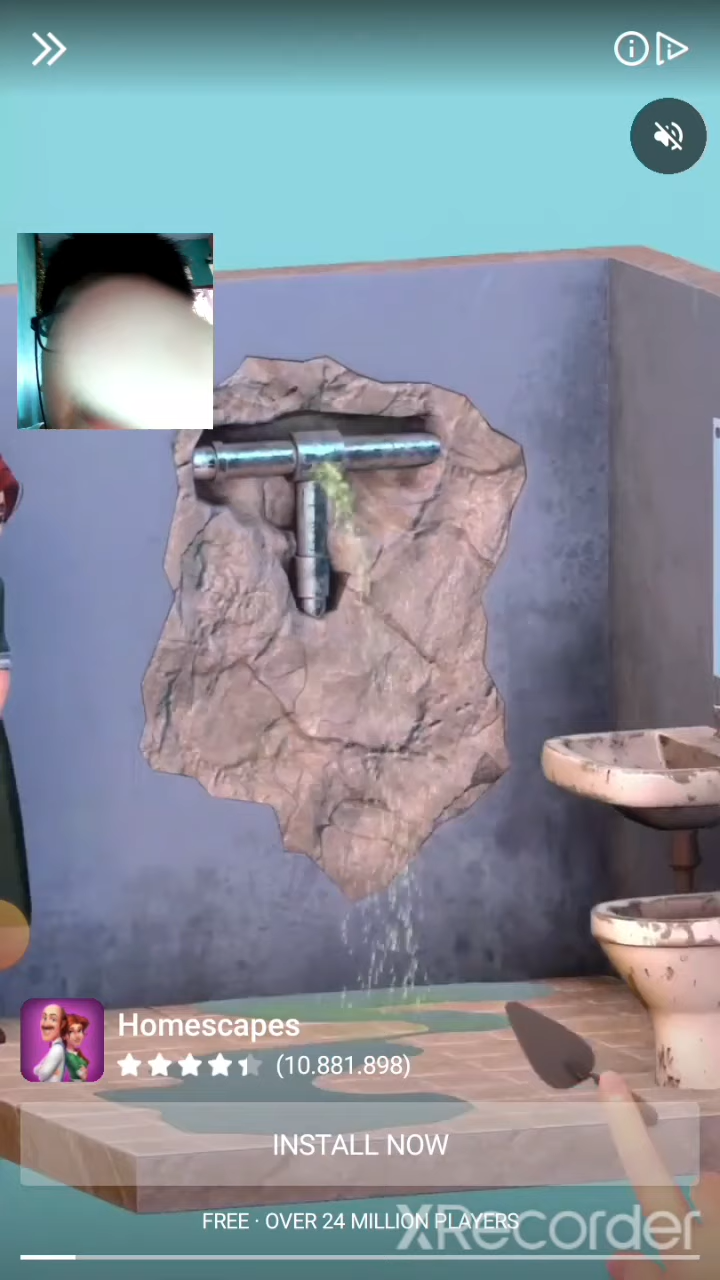 Homescapes
(10.881.898)
INSTALL NOW
FREE · OVER 24 MILLION PLAYERS
XRecorder